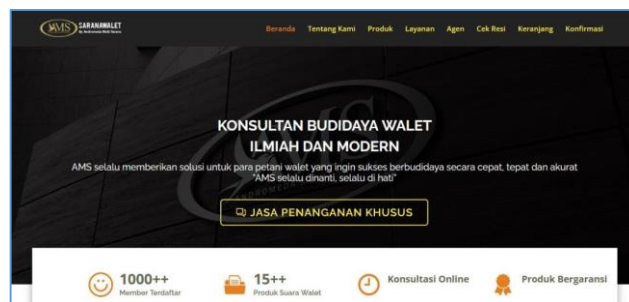 AMS SARANAWALET
Beranda Tentang Kami Produk Layanan Agen Cek Resi Keranjang Konfirmasi
KONSULTAN BUDIDAYA WALET
ILMIAH DAN MODERN
AMS selalu memberikan solusi untuk para petani walet yang ingin sukses berbudidaya secara cepat, tepat dan akurat
"AMS selalu dinanti, selalu di hati"
JASA PENANGANAN KHUSUS
1000++
Member Terdaftar
15++
Produk Suara Walet
Konsultasi Online
Produk Bergaransi